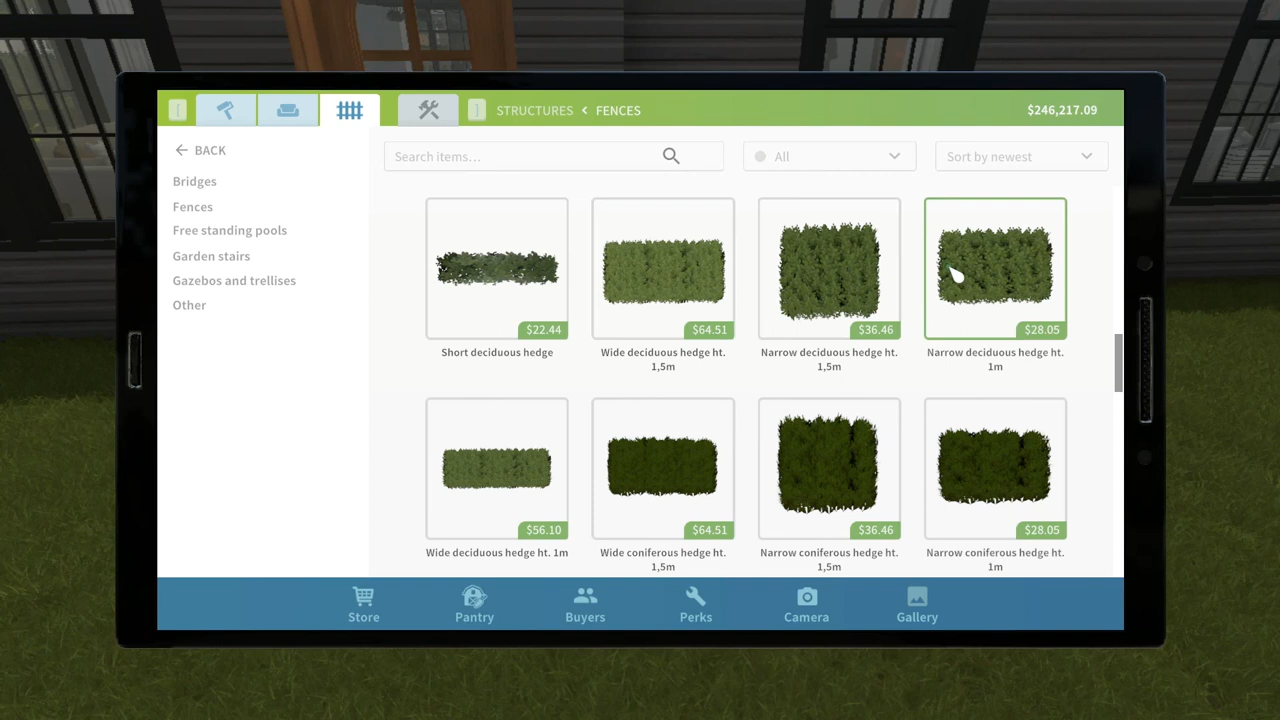 [
]
STRUCTURES < FENCES
$246,217.09
BACK
Bridges
Fences
Free standing pools
Garden stairs
Gazebos and trellises
Other
Search items...
All
Sort by newest
$22.44
Short deciduous hedge
$64.51
Wide deciduous hedge ht.
1,5m
$36.46
Narrow deciduous hedge ht.
1,5m
$28.05
Narrow deciduous hedge ht.
1m
$56.10
Wide deciduous hedge ht. 1m
$64.51
Wide coniferous hedge ht.
1,5m
$36.46
Narrow coniferous hedge ht.
1,5m
$28.05
Narrow coniferous hedge ht.
1m
Store
Pantry
Buyers
Perks
Camera
Gallery